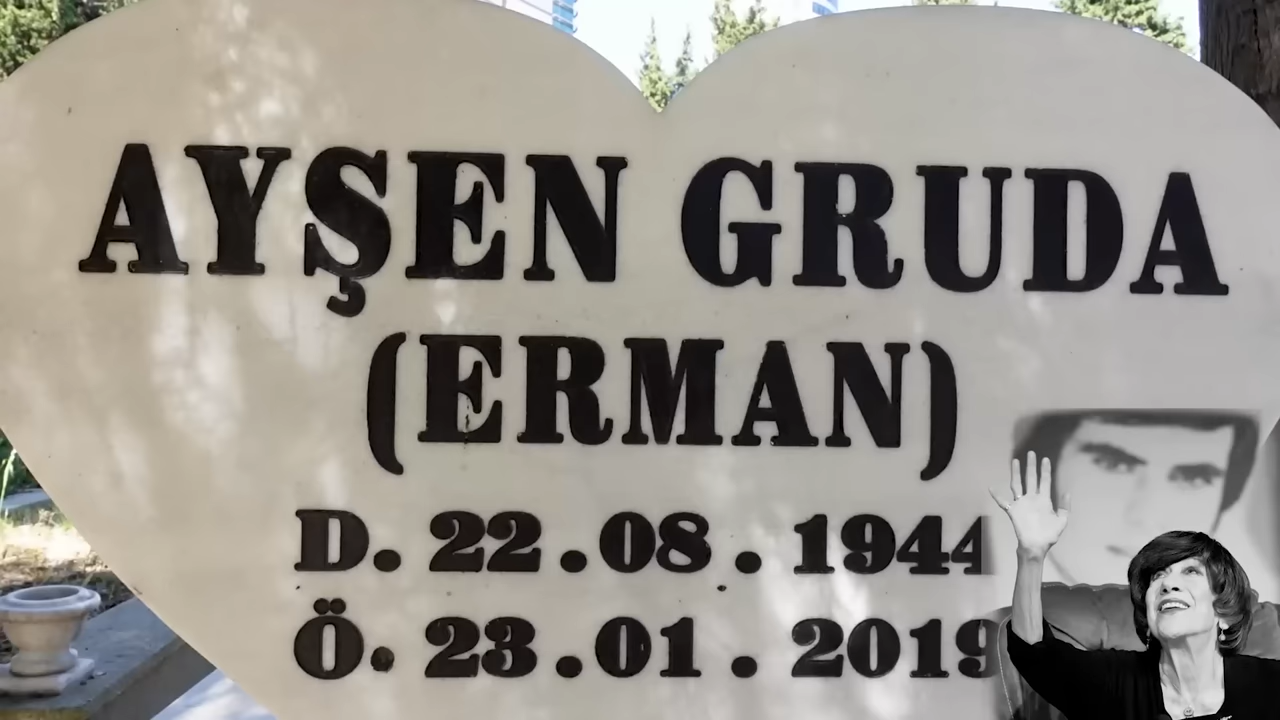 AYŞEN GRUDA
(ERMAN)
D. 22.08.1944
Ö. 23.01.2019